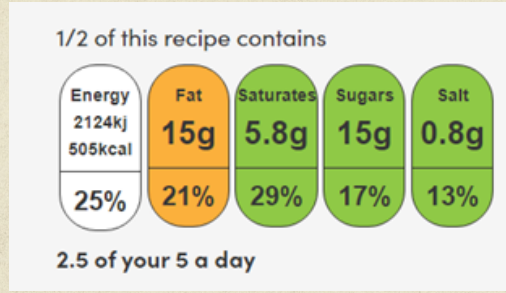 1/2 of this recipe contains
Energy Fat Saturates Sugars Salt
2124kj
505kcal
15g 5.8g 15g 0.8g
25% 21% 29% 17% 13%
2.5 of your 5 a day